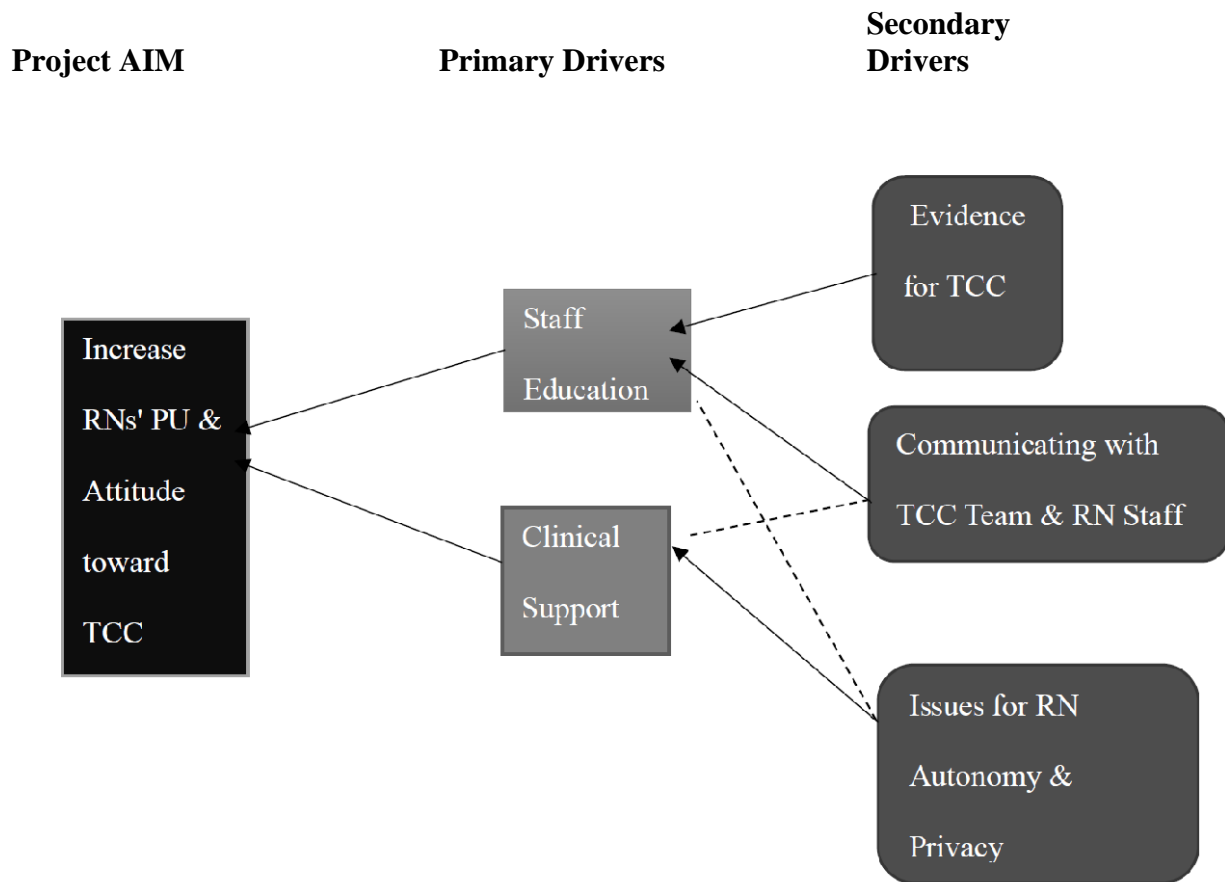 Project AIM
Primary Drivers
Secondary
Drivers
Increase
RNs' PU &
Attitude
toward
TCC
Staff
Education
Clinical
Support
Evidence
for TCC
Communicating with
TCC Team & RN Staff
Issues for RN
Autonomy &
Privacy